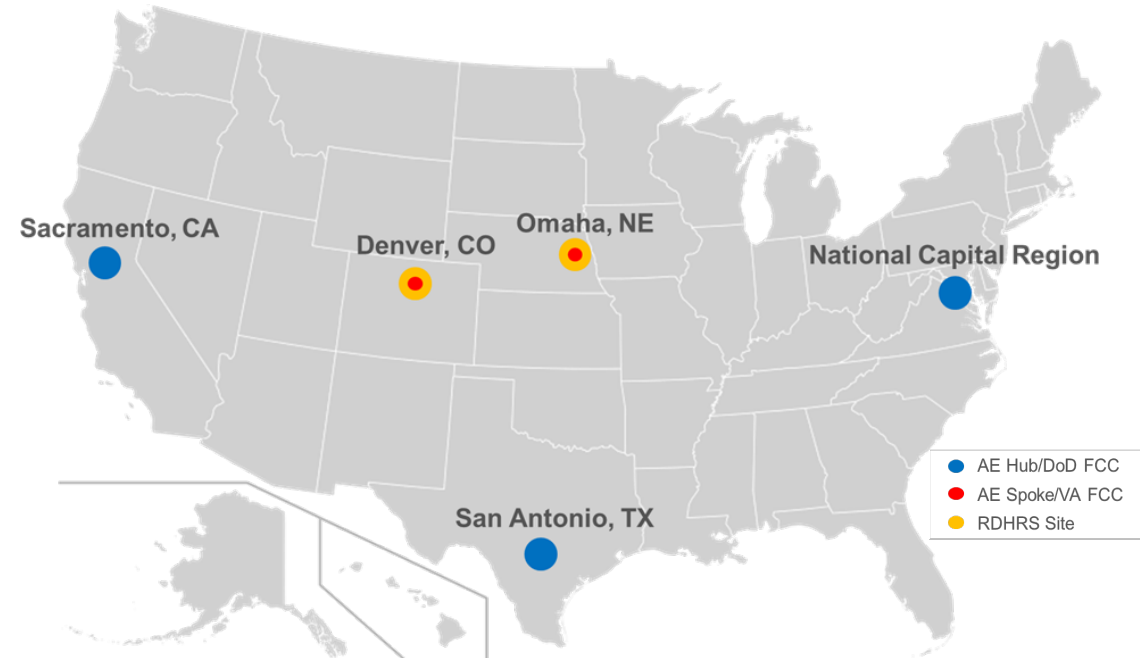 Sacramento, CA
Denver, CO
Omaha, NE
National Capital Region
San Antonio, TX
AE Hub/DoD FCC
AE Spoke/VA FCC
RDHRS Site